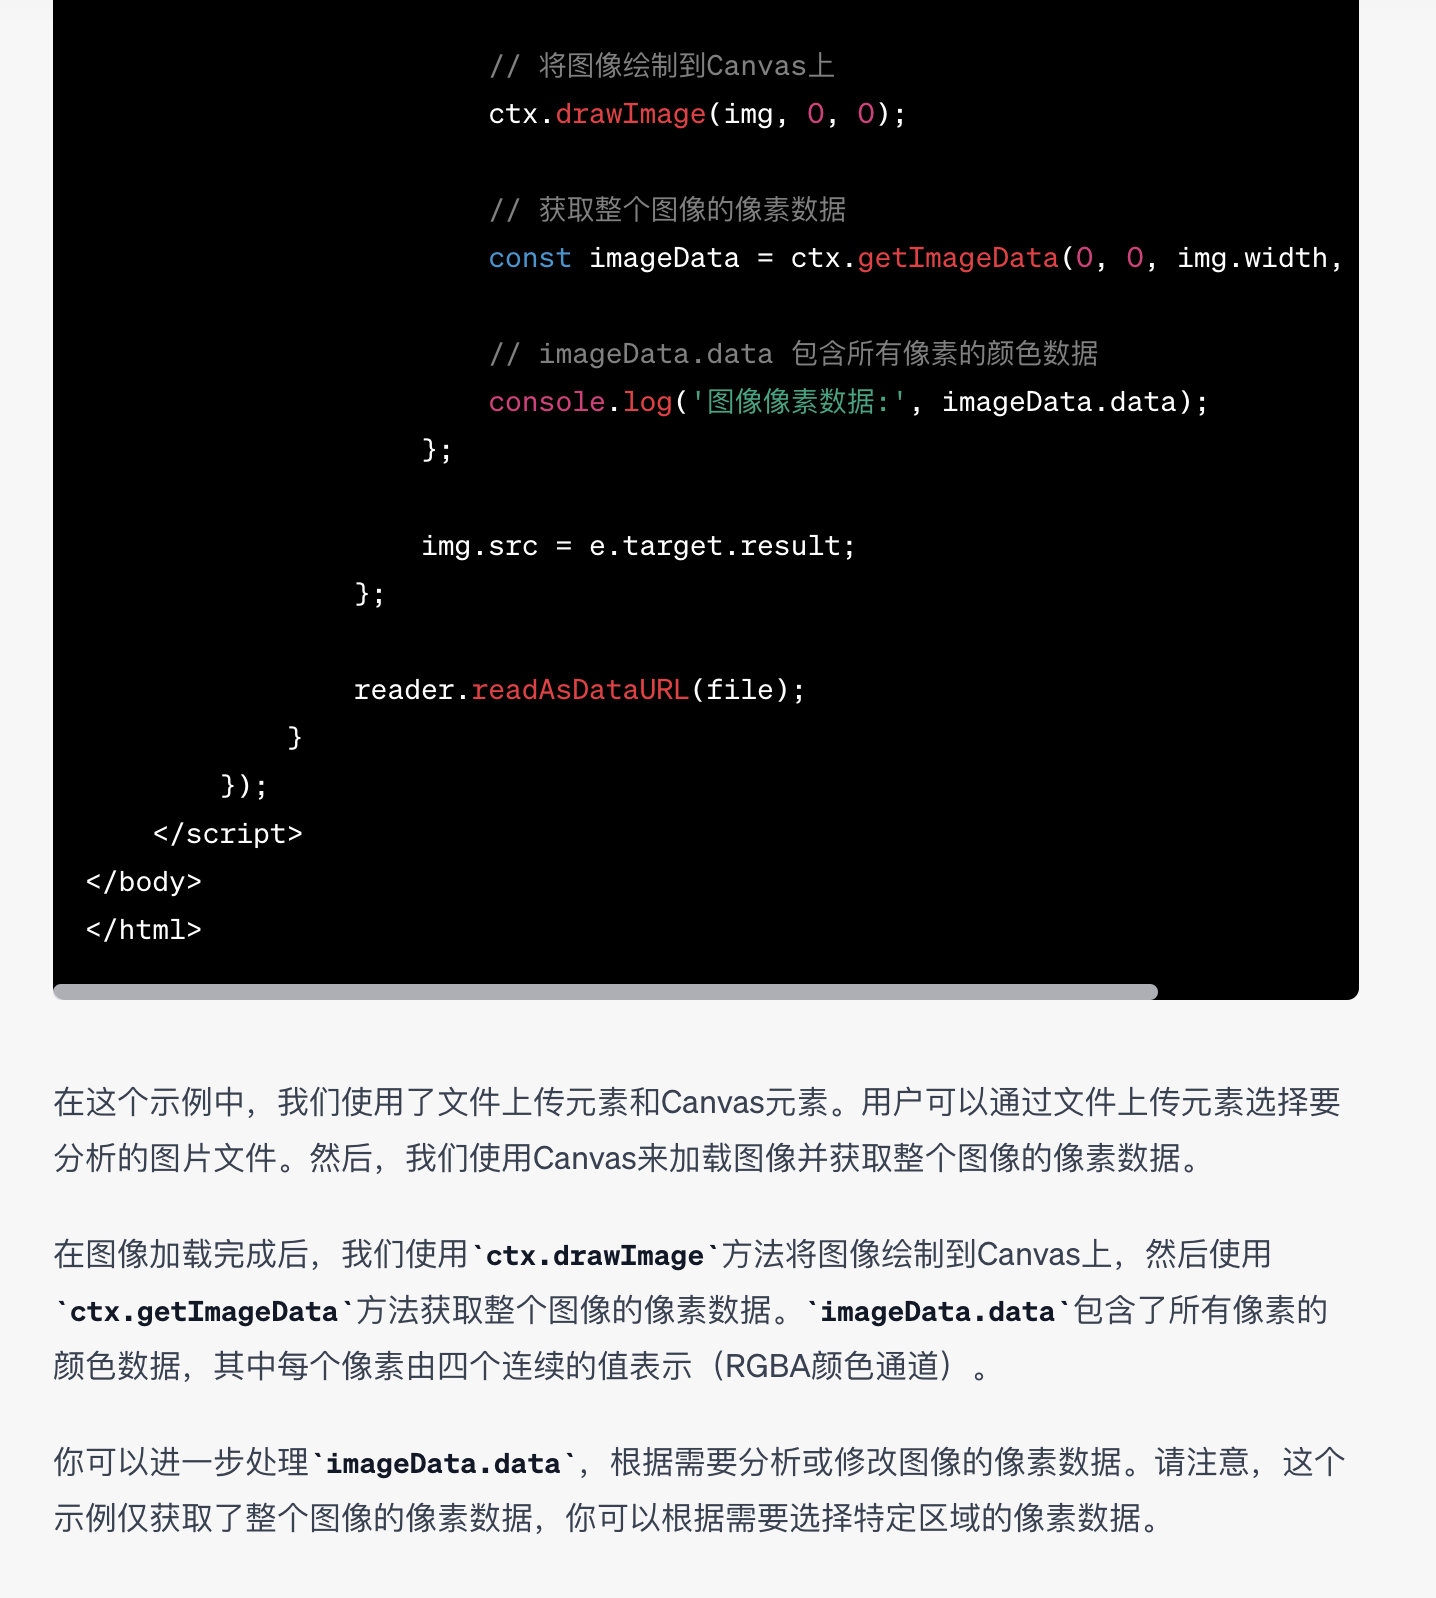 // 将图像绘制到Canvas上
ctx.drawImage(img, 0, 0);
// 获取整个图像的像素数据
const imageData = ctx.getImageData(0, 0, img.width,
// imageData.data 包含所有像素的颜色数据
console.log('图像像素数据:', imageData.data);
};
img.src = e.target.result;
};
reader.readAsDataURL(file);
}
});
</script>
</body>
</html>
在这个示例中，我们使用了文件上传元素和Canvas元素。用户可以通过文件上传元素选择要
分析的图片文件。然后，我们使用Canvas来加载图像并获取整个图像的像素数据。
在图像加载完成后，我们使用`ctx.drawImage`方法将图像绘制到Canvas上，然后使用
`ctx.getImageData`方法获取整个图像的像素数据。`imageData.data`包含了所有像素的
颜色数据，其中每个像素由四个连续的值表示（RGBA颜色通道）。
你可以进一步处理`imageData.data`，根据需要分析或修改图像的像素数据。请注意，这个
示例仅获取了整个图像的像素数据，你可以根据需要选择特定区域的像素数据。